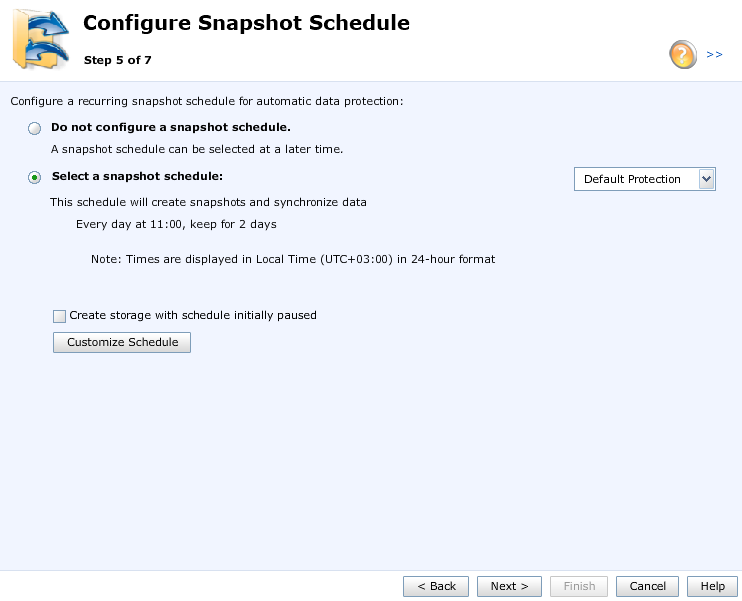 Configure Snapshot Schedule
Step 5 of 7
?
>>
Configure a recurring snapshot schedule for automatic data protection:
Do not configure a snapshot schedule.
A snapshot schedule can be selected at a later time.
Select a snapshot schedule:
Default Protection
This schedule will create snapshots and synchronize data
Every day at 11:00, keep for 2 days
Note: Times are displayed in Local Time (UTC+03:00) in 24-hour format
Create storage with schedule initially paused
Customize Schedule
< Back
Next >
Finish
Cancel
Help